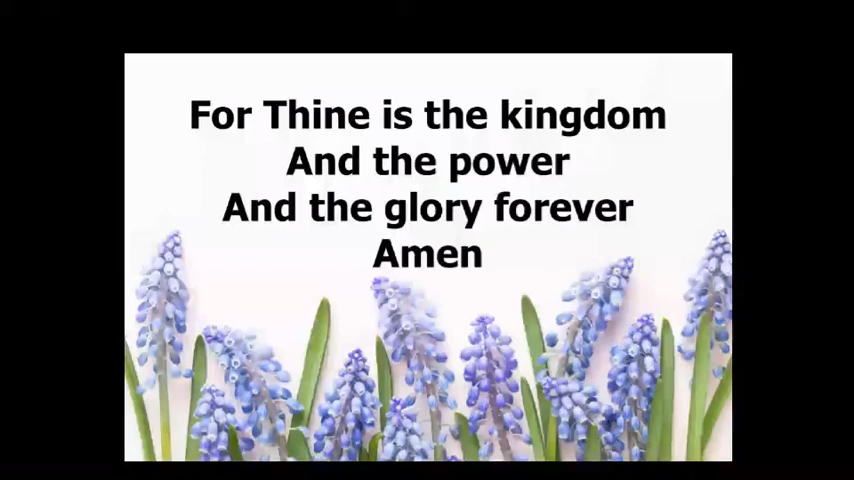 For Thine is the kingdom
And the power
And the glory forever
Amen